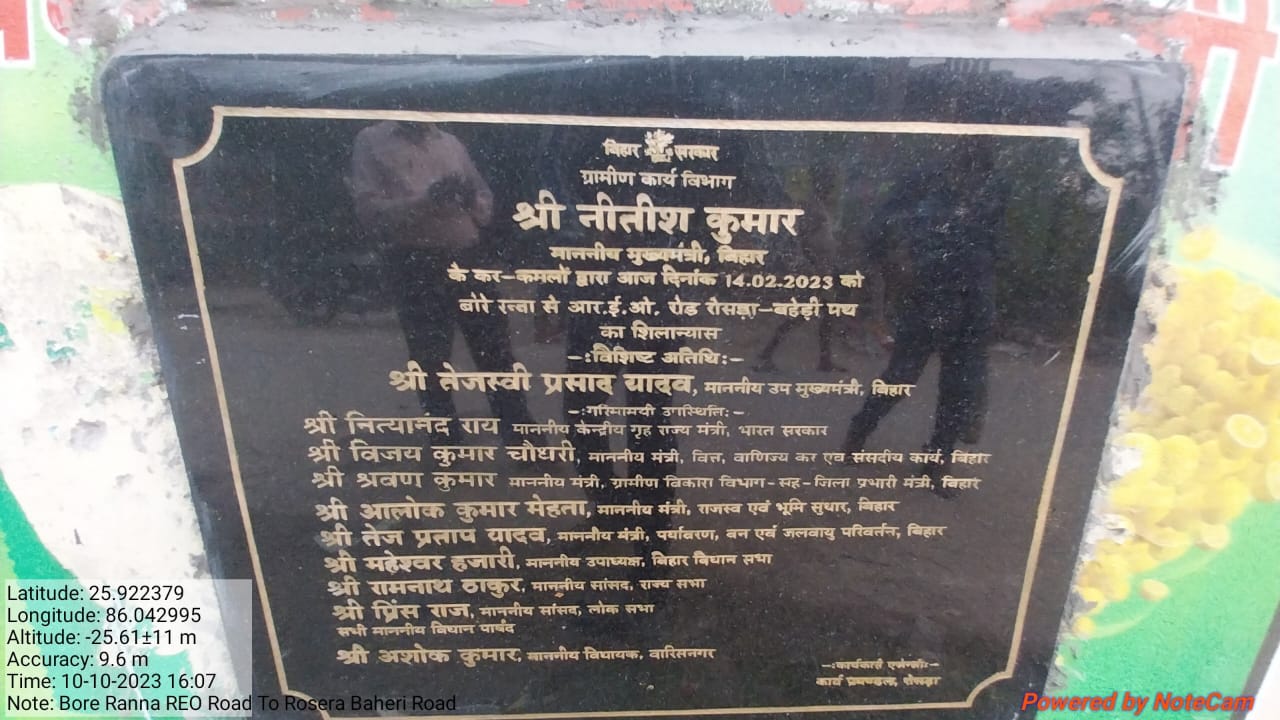 बिहार सरकार
ग्रामीण कार्य विभाग
श्री नीतीश कुमार
माननीय मुख्यमंत्री, बिहार
के कर-कमलों द्वारा आज दिनांक 14.02.2023 को
बोरे रन्ना से आर.ई.ओ. रोड रोसड़ा-बहेड़ी पथ
का शिलान्यास
-:विशिष्ट अतिथि:-
श्री तेजस्वी प्रसाद यादव, माननीय उप मुख्यमंत्री, बिहार
-:गरिमामयी उपस्थिति:-
श्री नित्यानंद राय माननीय केन्द्रीय गृह राज्य मंत्री, भारत सरकार
श्री विजय कुमार चौधरी, माननीय मंत्री, वित्त, वाणिज्य कर एवं संसदीय कार्य, बिहार
श्री श्रवण कुमार माननीय मंत्री, ग्रामीण विकारा विभाग-सह-जिला प्रभारी मंत्री, बिहार
श्री आलोक कुमार मेहता, माननीय मंत्री, राजस्व एवं भूमि सुधार, बिहार
श्री तेज प्रताप यादव, माननीय मंत्री, पर्यावरण, वन एवं जलवायु परिवर्तन, बिहार
श्री महेश्वर हजारी, माननीय उपाध्यक्ष, बिहार विधान सभा
श्री रामनाथ ठाकुर, माननीय सांसद, राज्य सभा
श्री प्रिंस राज, माननीय सांसद, लोक सभा
सभी माननीय विधान पार्षद
श्री अशोक कुमार, माननीय विधायक, वारिसनगर
-:कार्यकारी एजेन्सी:-
कार्य प्रमण्डल, रोसड़ा
Latitude: 25.922379
Longitude: 86.042995
Altitude: -25.61±11 m
Accuracy: 9.6 m
Time: 10-10-2023 16:07
Note: Bore Ranna REO Road To Rosera Baheri Road
Powered by NoteCam